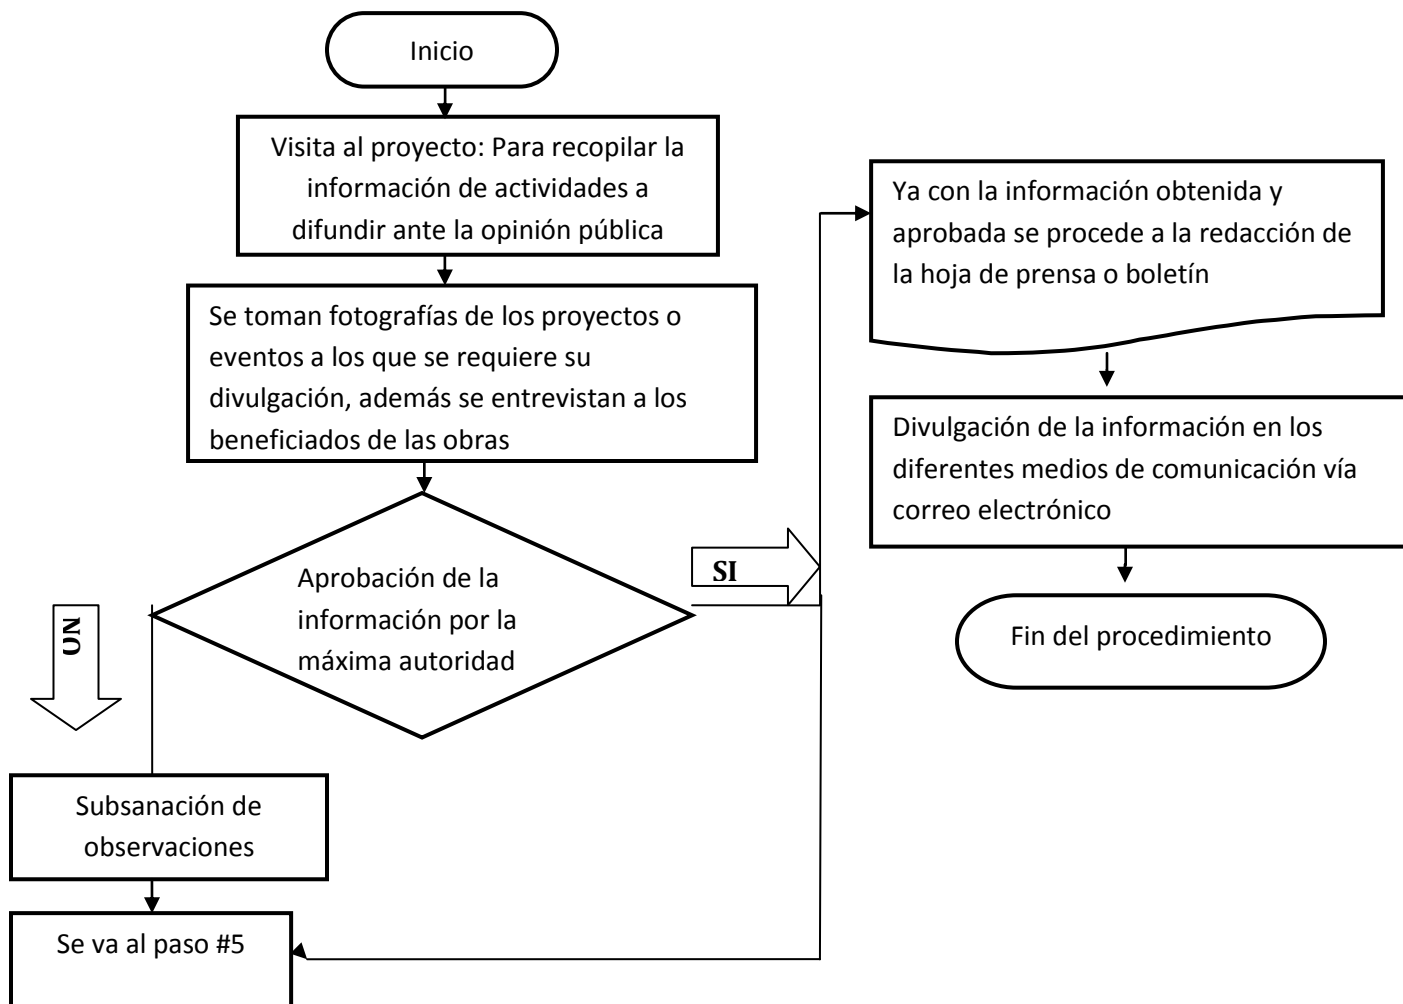 Inicio
Visita al proyecto: Para recopilar la
información de actividades a
difundir ante la opinión pública
Se toman fotografías de los proyectos o
eventos a los que se requiere su
divulgación, además se entrevistan a los
beneficiados de las obras
Aprobación de la
información por la
máxima autoridad
SI
NO
Subsanación de
observaciones
Se va al paso #5
Ya con la información obtenida y
aprobada se procede a la redacción de
la hoja de prensa o boletín
Divulgación de la información en los
diferentes medios de comunicación vía
correo electrónico
Fin del procedimiento